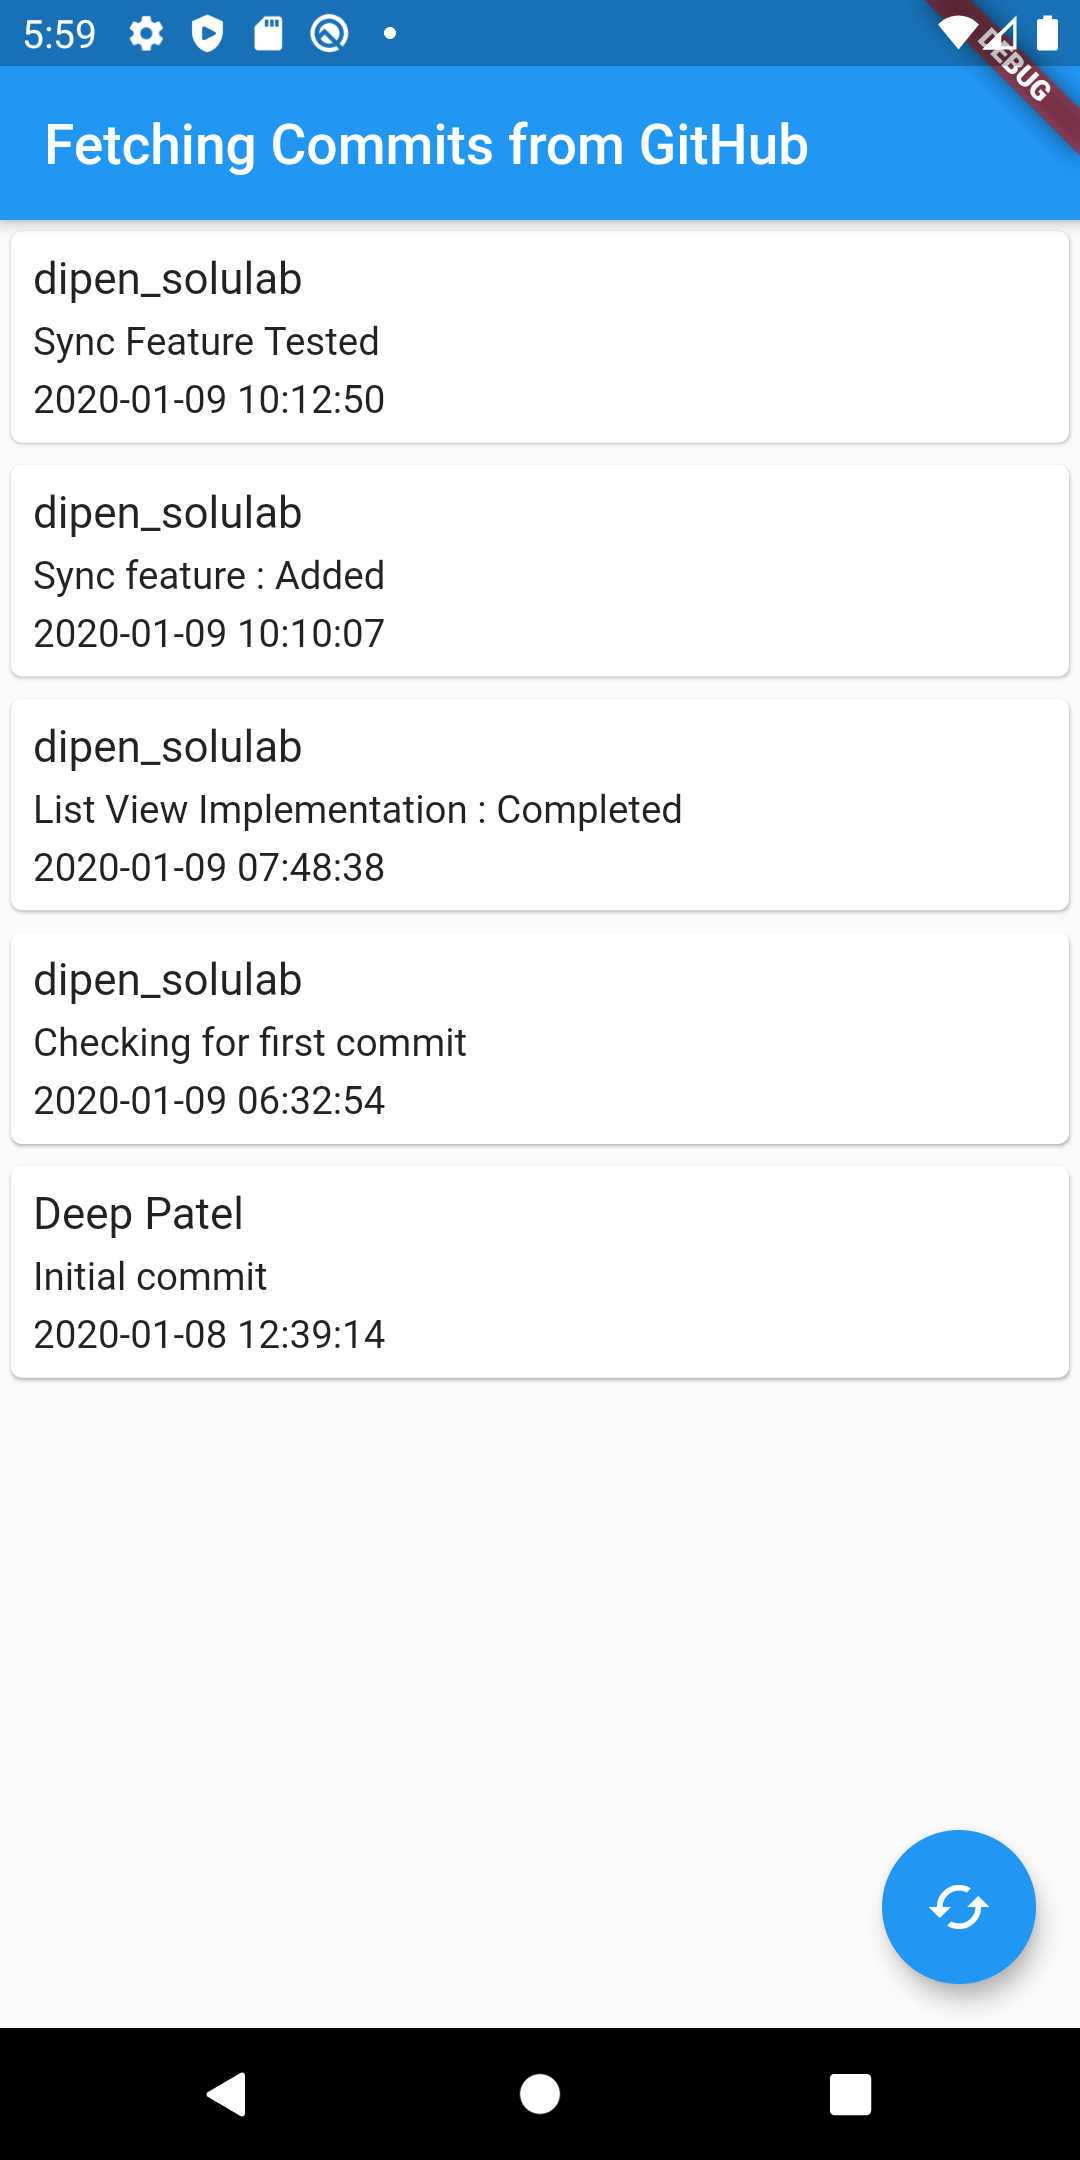 5:59
DEBUG
Fetching Commits from GitHub
dipen_solulab
Sync Feature Tested
2020-01-09 10:12:50
dipen_solulab
Sync feature : Added
2020-01-09 10:10:07
dipen_solulab
List View Implementation : Completed
2020-01-09 07:48:38
dipen_solulab
Checking for first commit
2020-01-09 06:32:54
Deep Patel
Initial commit
2020-01-08 12:39:14